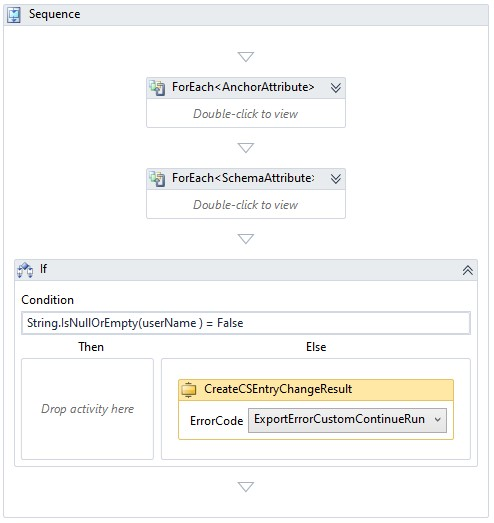 Sequence
ForEach<AnchorAttribute>
Double-click to view
ForEach<SchemaAttribute>
Double-click to view
If
Condition
String.IsNullOrEmpty(userName ) = False
Then
Else
Drop activity here
CreateCSEntryChangeResult
ErrorCode ExportErrorCustomContinueRun